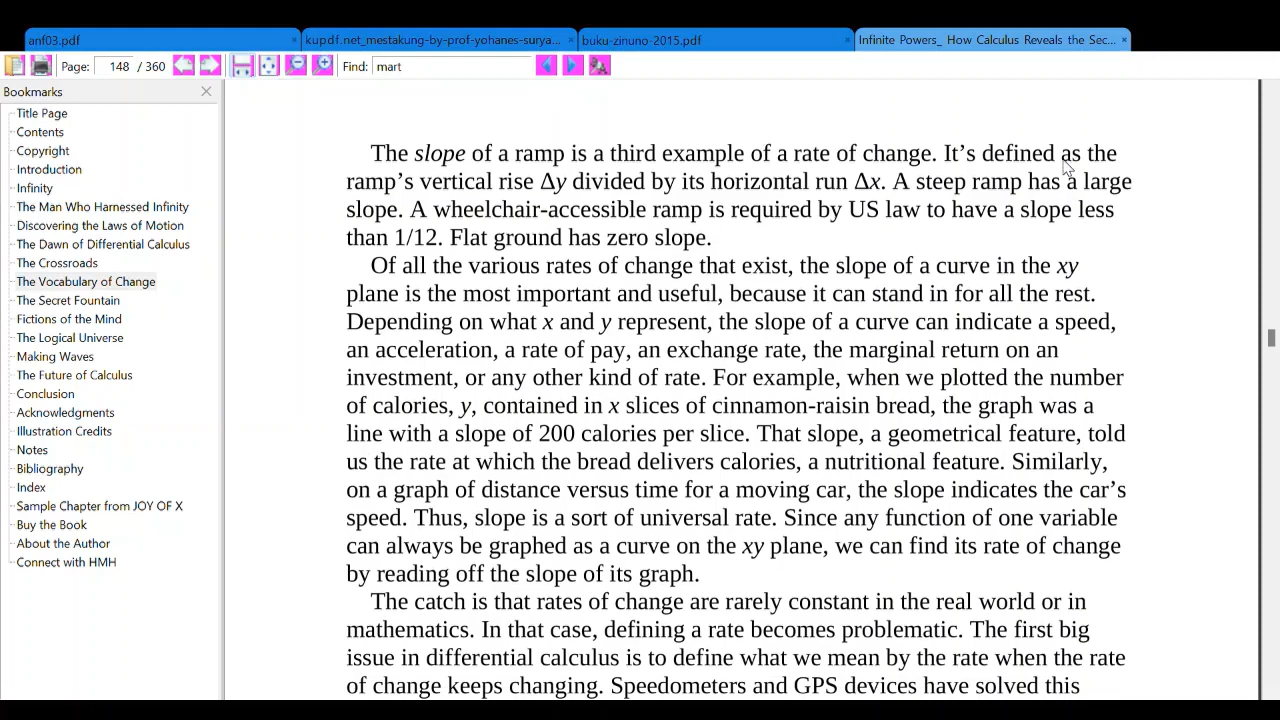 anf03.pdf
kupdf.net_mestakung-by-prof-yohanes-surya...
buku-zinuno-2015.pdf
Infinite Powers_ How Calculus Reveals the Sec...
Page: 148 / 360
Find: mart
Bookmarks
Title Page
Contents
Copyright
Introduction
Infinity
The Man Who Harnessed Infinity
Discovering the Laws of Motion
The Dawn of Differential Calculus
The Crossroads
The Vocabulary of Change
The Secret Fountain
Fictions of the Mind
The Logical Universe
Making Waves
The Future of Calculus
Conclusion
Acknowledgments
Illustration Credits
Notes
Bibliography
Index
Sample Chapter from JOY OF X
Buy the Book
About the Author
Connect with HMH
The slope of a ramp is a third example of a rate of change. It’s defined as the
ramp’s vertical rise Δy divided by its horizontal run Δx. A steep ramp has a large
slope. A wheelchair-accessible ramp is required by US law to have a slope less
than 1/12. Flat ground has zero slope.
Of all the various rates of change that exist, the slope of a curve in the xy
plane is the most important and useful, because it can stand in for all the rest.
Depending on what x and y represent, the slope of a curve can indicate a speed,
an acceleration, a rate of pay, an exchange rate, the marginal return on an
investment, or any other kind of rate. For example, when we plotted the number
of calories, y, contained in x slices of cinnamon-raisin bread, the graph was a
line with a slope of 200 calories per slice. That slope, a geometrical feature, told
us the rate at which the bread delivers calories, a nutritional feature. Similarly,
on a graph of distance versus time for a moving car, the slope indicates the car’s
speed. Thus, slope is a sort of universal rate. Since any function of one variable
can always be graphed as a curve on the xy plane, we can find its rate of change
by reading off the slope of its graph.
The catch is that rates of change are rarely constant in the real world or in
mathematics. In that case, defining a rate becomes problematic. The first big
issue in differential calculus is to define what we mean by the rate when the rate
of change keeps changing. Speedometers and GPS devices have solved this